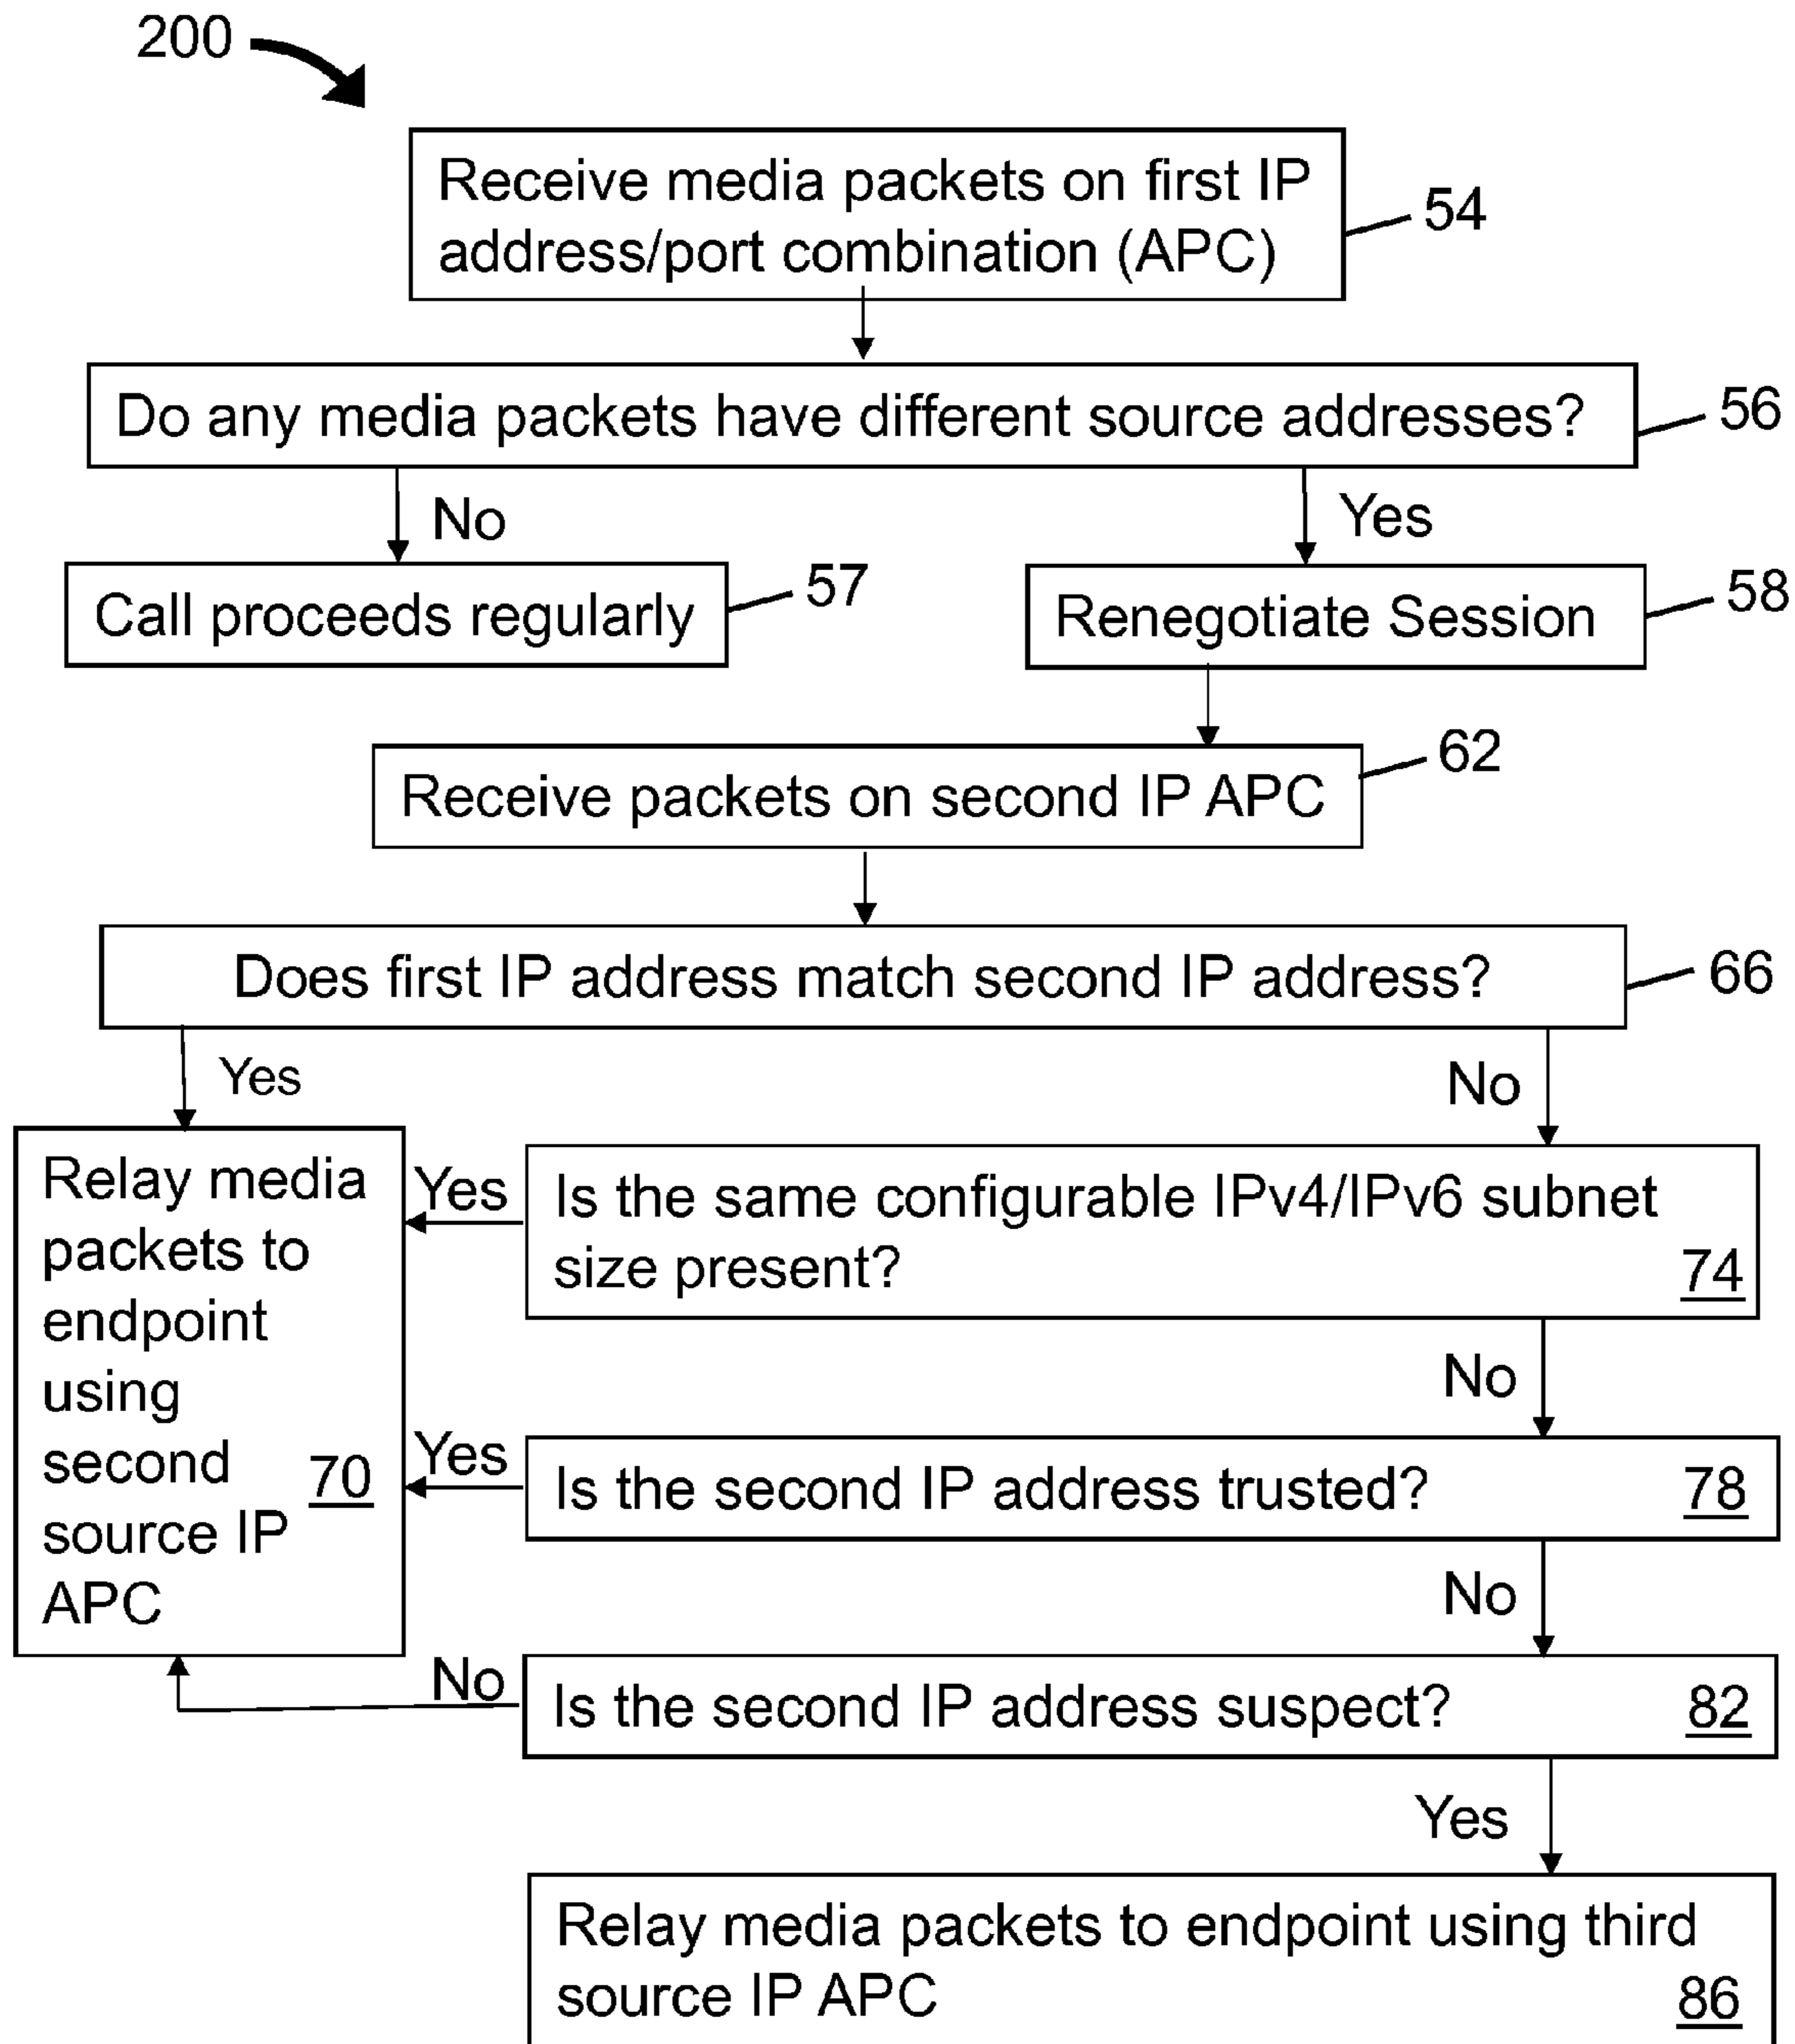 200
Receive media packets on first IP
address/port combination (APC)
54
Do any media packets have different source addresses?
56
No
Yes
Call proceeds regularly
57
Renegotiate Session
58
Receive packets on second IP APC
62
Does first IP address match second IP address?
66
Yes
No
Relay media
packets to
endpoint
using
second
source IP
APC
70
Yes
Is the same configurable IPv4/IPv6 subnet
size present?
74
No
Yes
Is the second IP address trusted?
78
No
No
Is the second IP address suspect?
82
Yes
Relay media packets to endpoint using third
source IP APC
86